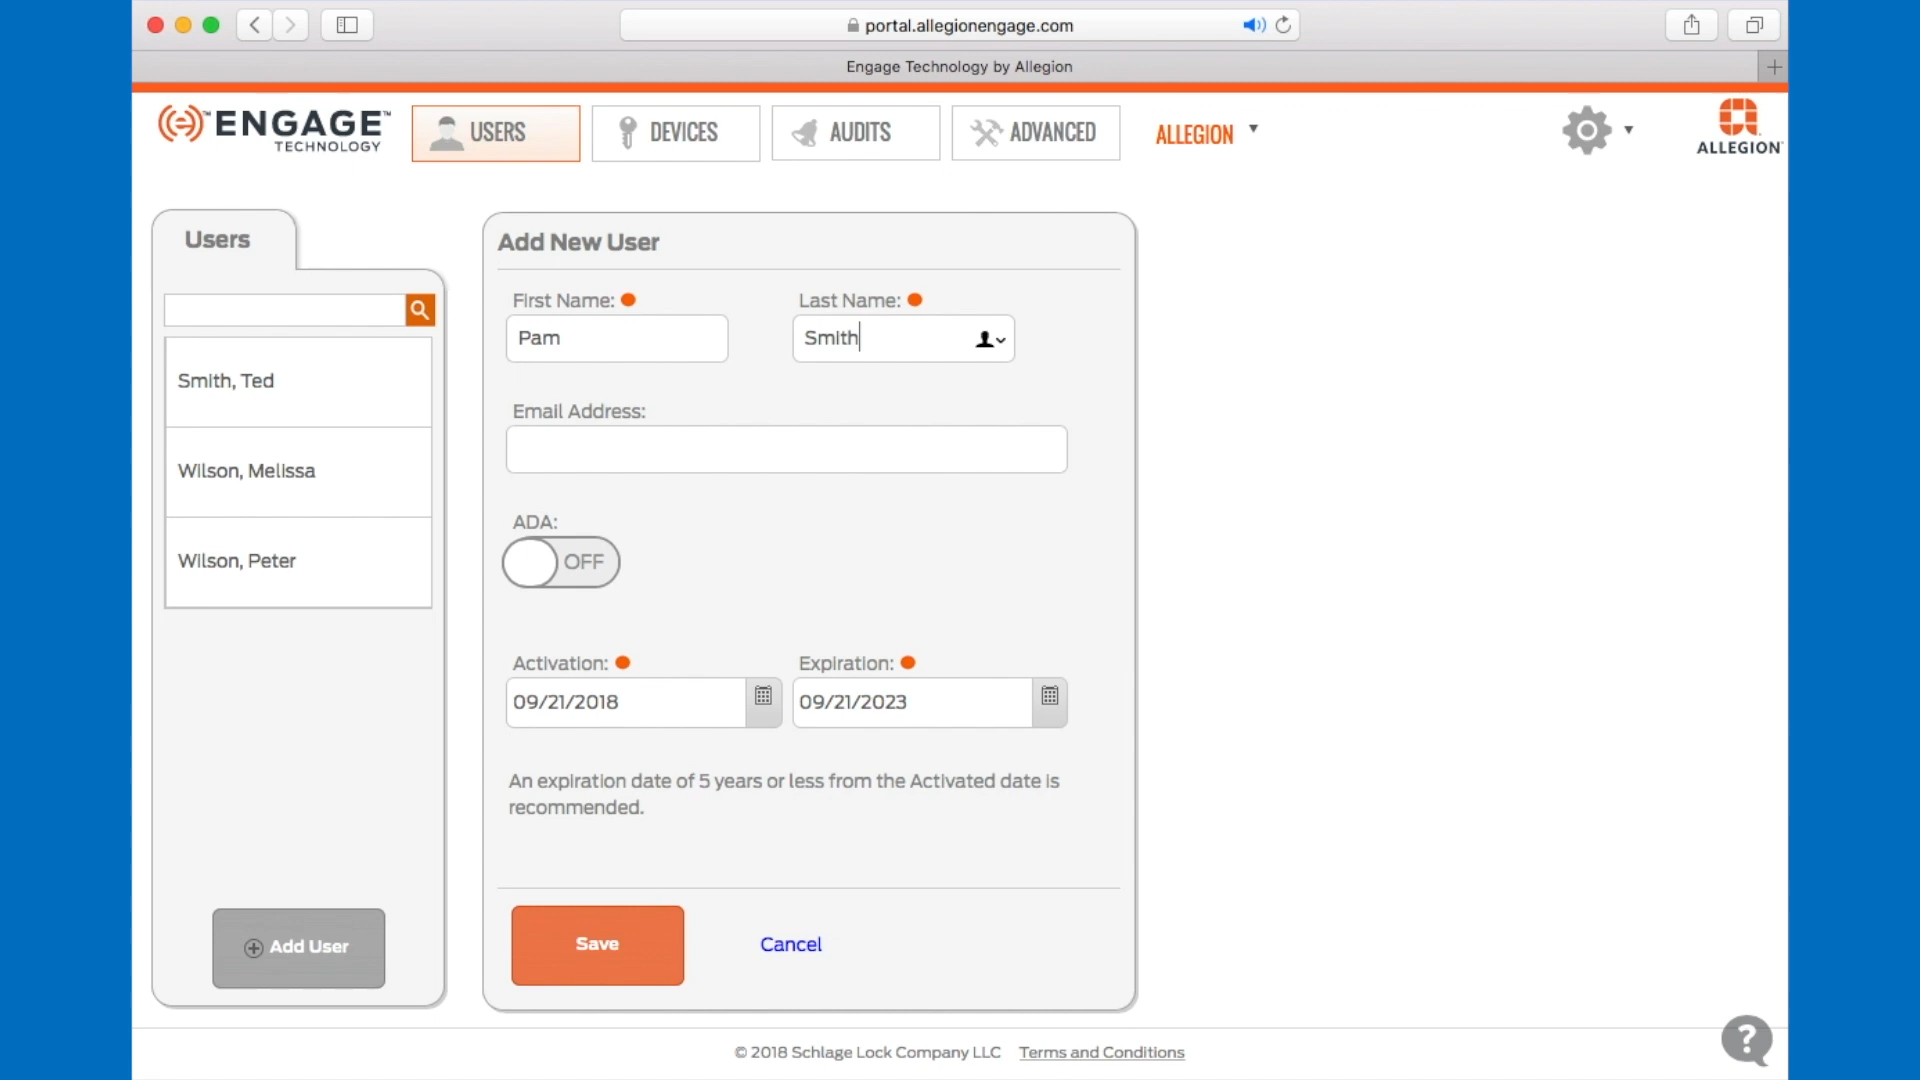 portal.allegionengage.com
Engage Technology by Allegion
ENGAGE™
TECHNOLOGY
USERS
DEVICES
AUDITS
ADVANCED
ALLEGION
ALLEGION
Users
Smith, Ted
Wilson, Melissa
Wilson, Peter
Add User
Add New User
First Name:
Last Name:
Pam
Smith
Email Address:
ADA:
OFF
Activation:
Expiration:
09/21/2018
09/21/2023
An expiration date of 5 years or less from the Activated date is
recommended.
Save
Cancel
© 2018 Schlage Lock Company LLC
Terms and Conditions
?